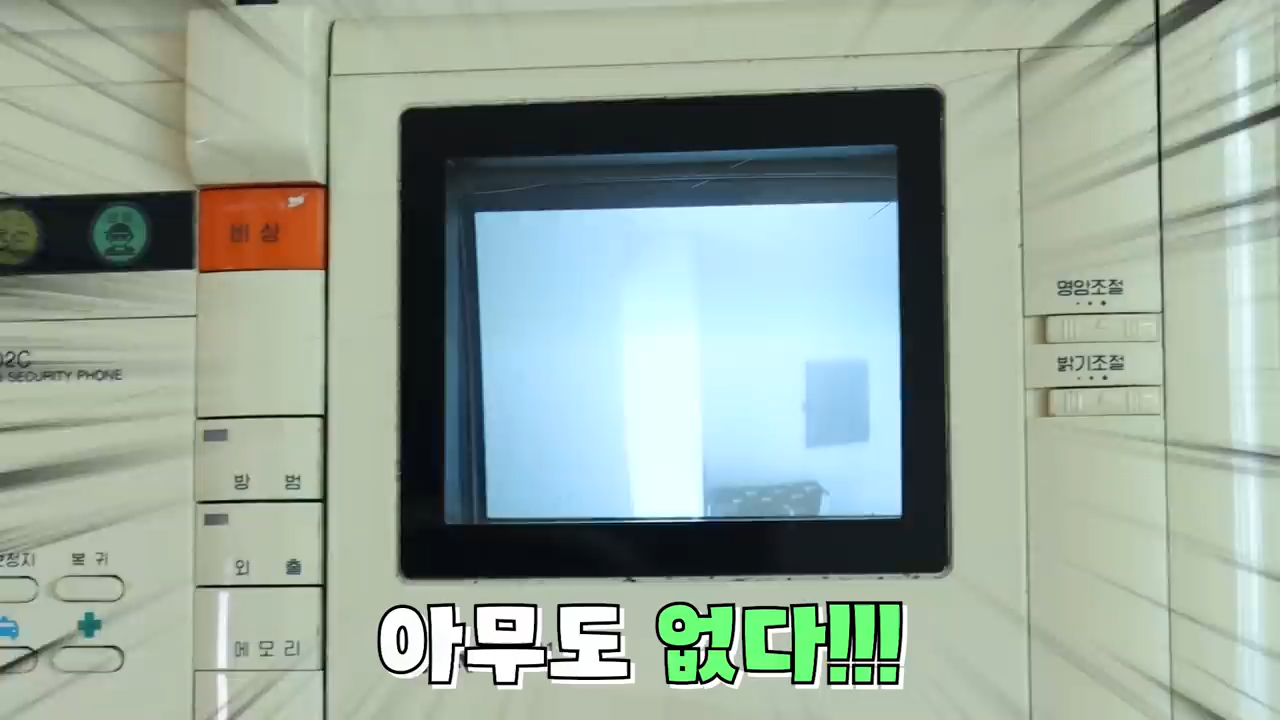 비상
02C
SECURITY PHONE
방 범
외 출
복 귀
메모리
명암조절
밝기조절
아무도 없다!!!